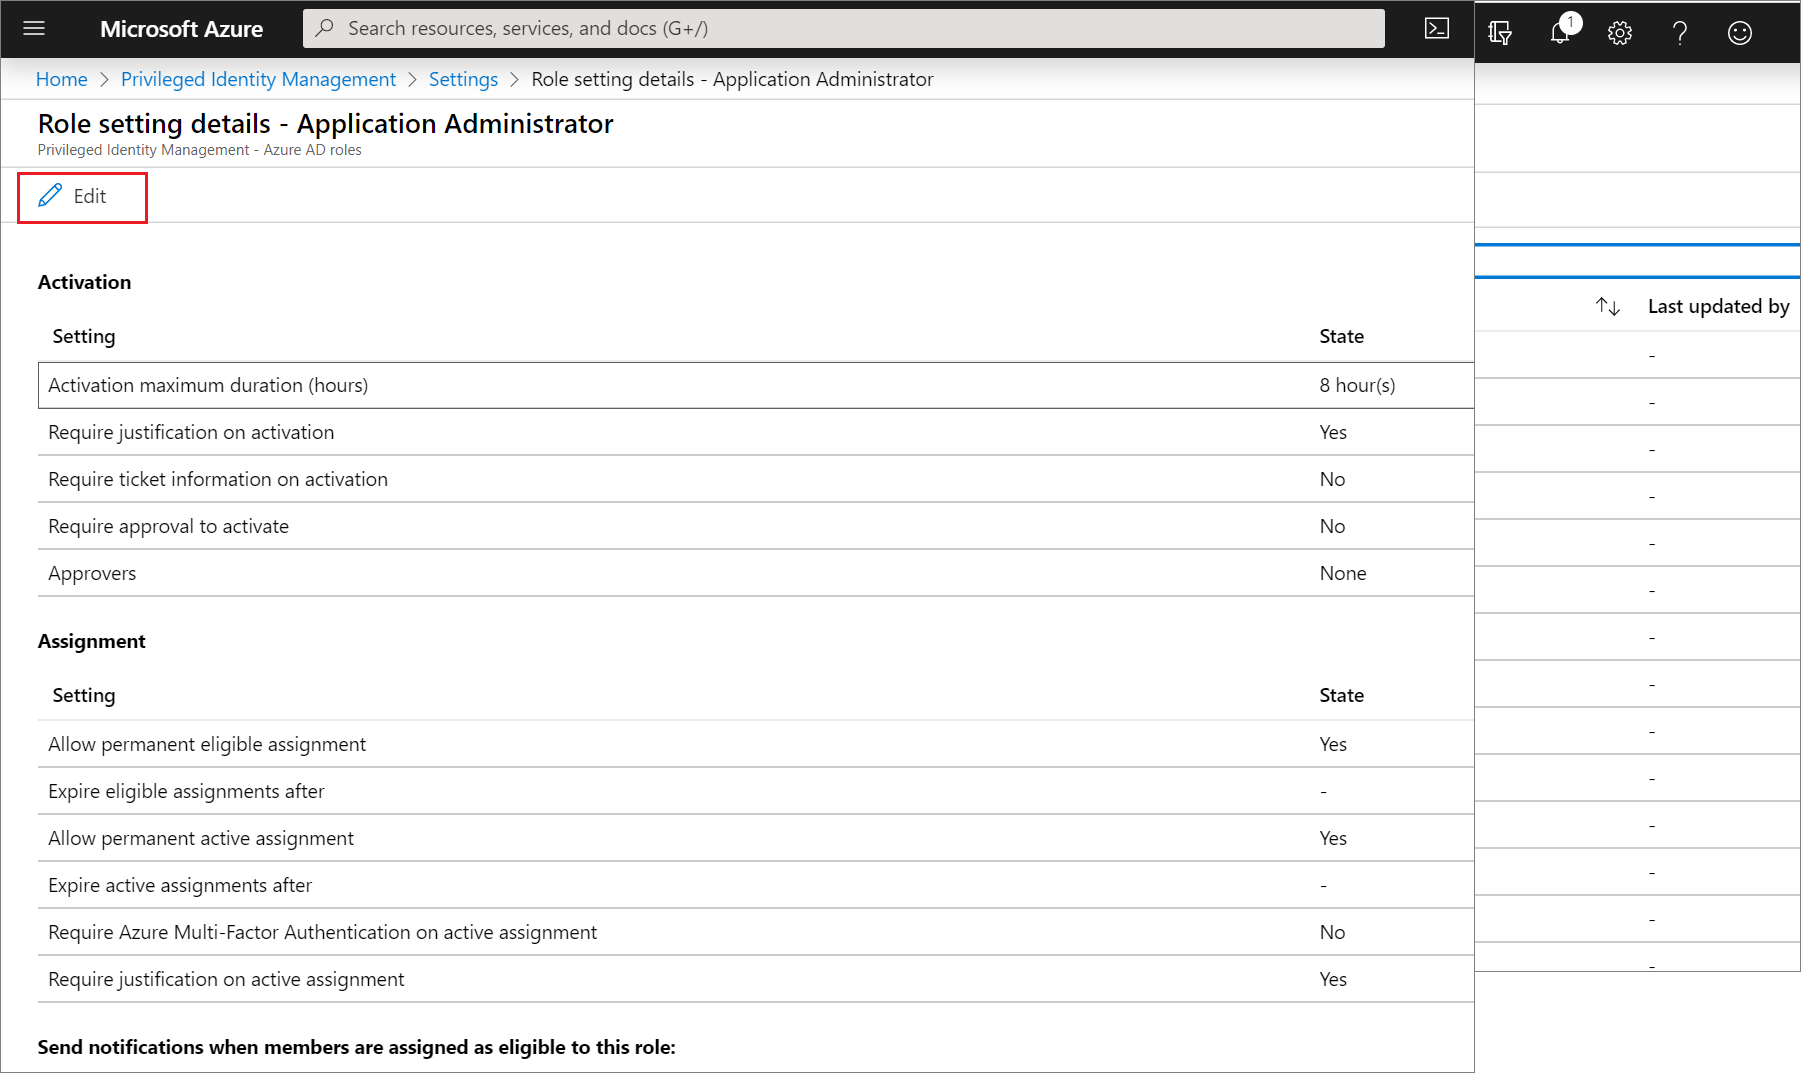 Microsoft Azure
Search resources, services, and docs (G+/)
1
Home > Privileged Identity Management > Settings > Role setting details - Application Administrator
Role setting details - Application Administrator
Privileged Identity Management - Azure AD roles
Edit
Activation
Setting State
Activation maximum duration (hours) 8 hour(s)
Require justification on activation Yes
Require ticket information on activation No
Require approval to activate No
Approvers None
Assignment
Setting State
Allow permanent eligible assignment Yes
Expire eligible assignments after -
Allow permanent active assignment Yes
Expire active assignments after -
Require Azure Multi-Factor Authentication on active assignment No
Require justification on active assignment Yes
Send notifications when members are assigned as eligible to this role:
Last updated by
-
-
-
-
-
-
-
-
-
-
-
-
-
-